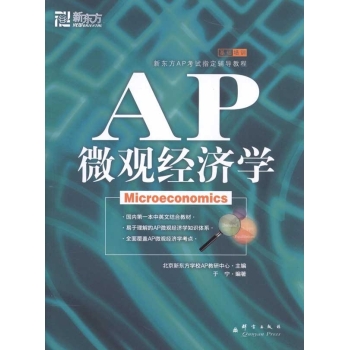 新东方
新东方AP考试指定辅导教程
AP
微观经济学
Microeconomics
· 国内第一本中英文结合教材
· 易于理解的AP微观经济学知识体系
· 全面覆盖AP微观经济学考点
北京新东方学校AP教研中心 · 主编
于 宁 · 编著
群言出版社